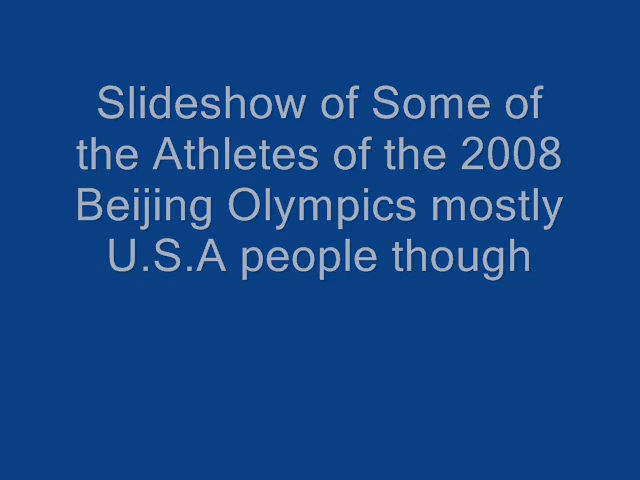 Slideshow of Some of
the Athletes of the 2008
Beijing Olympics mostly
U.S.A people though